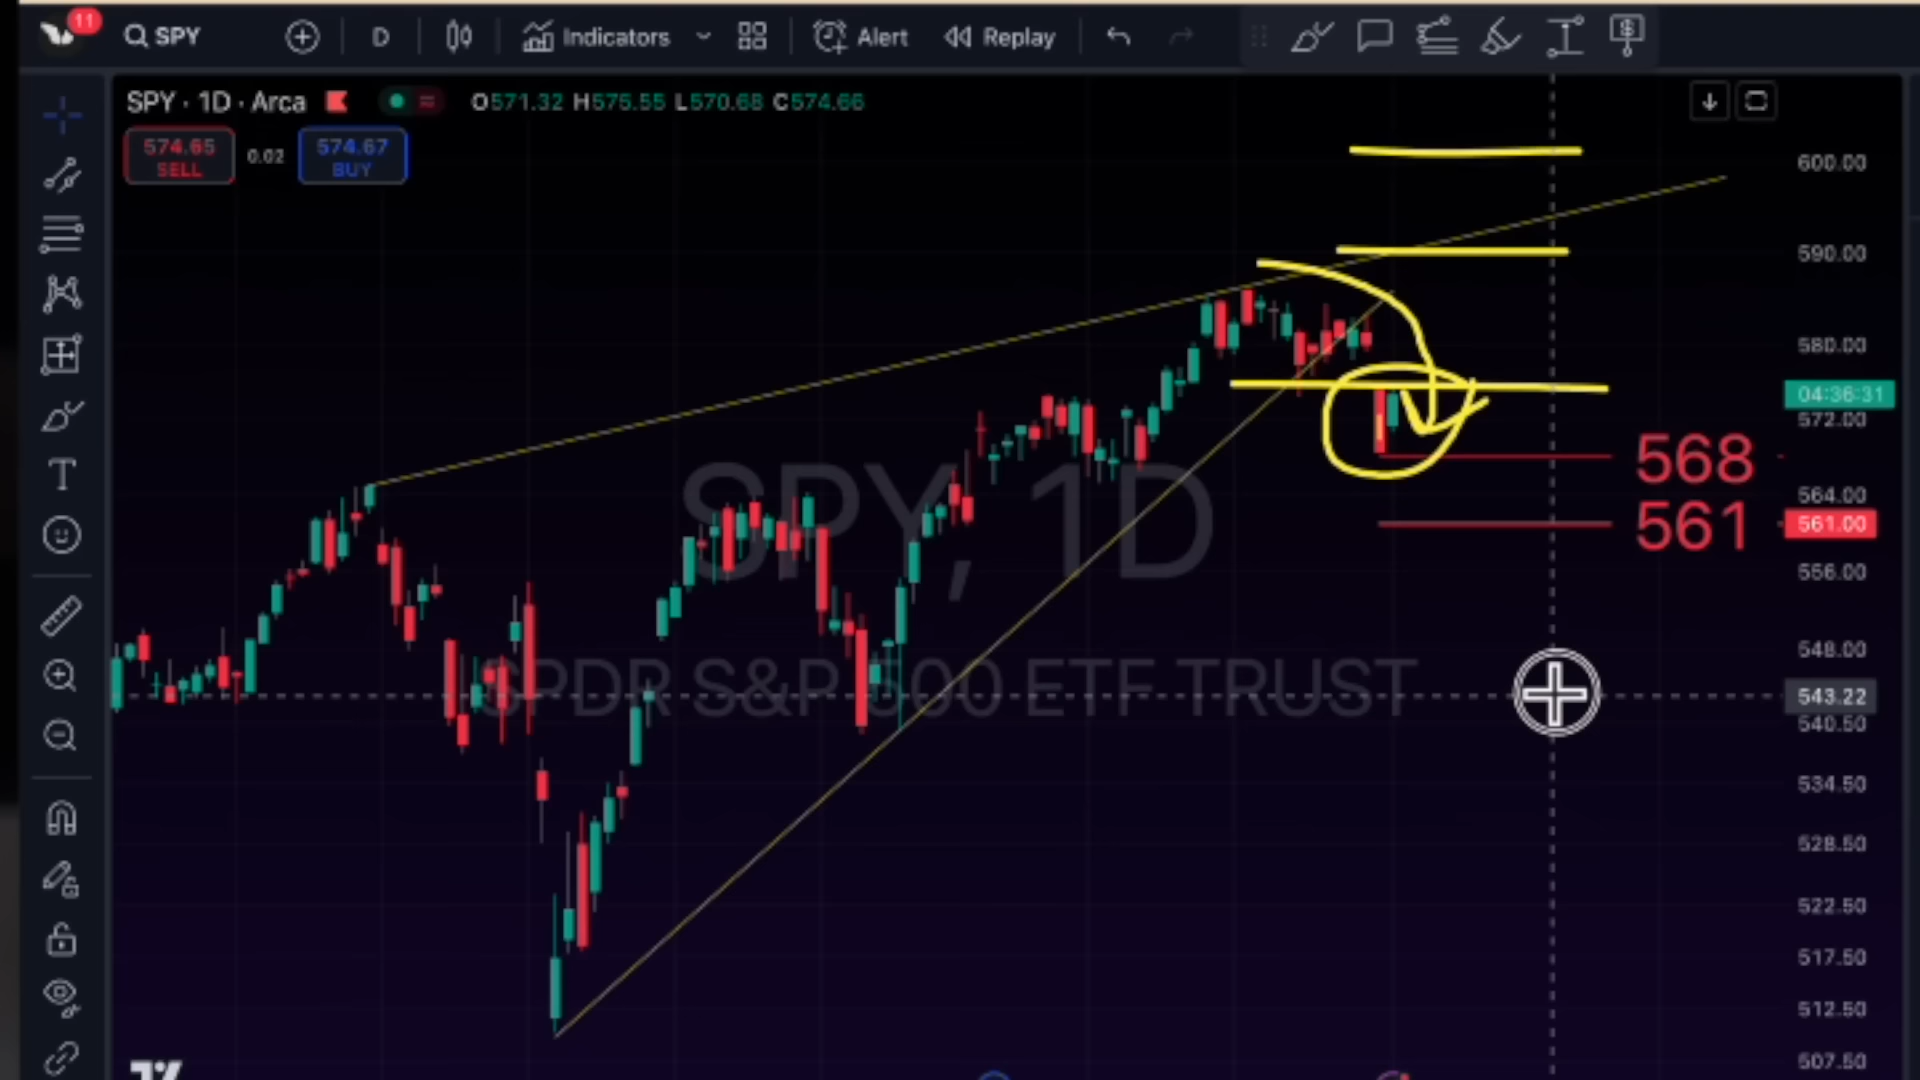 11
SPY
D
Indicators
Alert
Replay
SPY · 1D · Arca
O571.32 H575.55 L570.68 C574.66
574.65
SELL
0.02
574.67
BUY
600.00
590.00
580.00
04:36:31
572.00
568
564.00
561
561.00
556.00
548.00
543.22
540.50
534.50
528.50
522.50
517.50
512.50
507.50
SPY, 1D
SPDR S&P 500 ETF TRUST